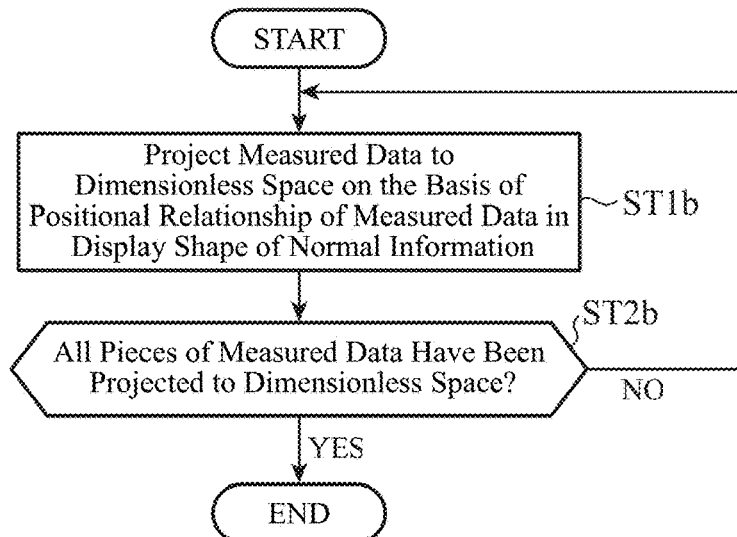 START
Project Measured Data to
Dimensionless Space on the Basis of
Positional Relationship of Measured Data in
Display Shape of Normal Information
ST1b
ST2b
All Pieces of Measured Data Have Been
Projected to Dimensionless Space?
NO
YES
END